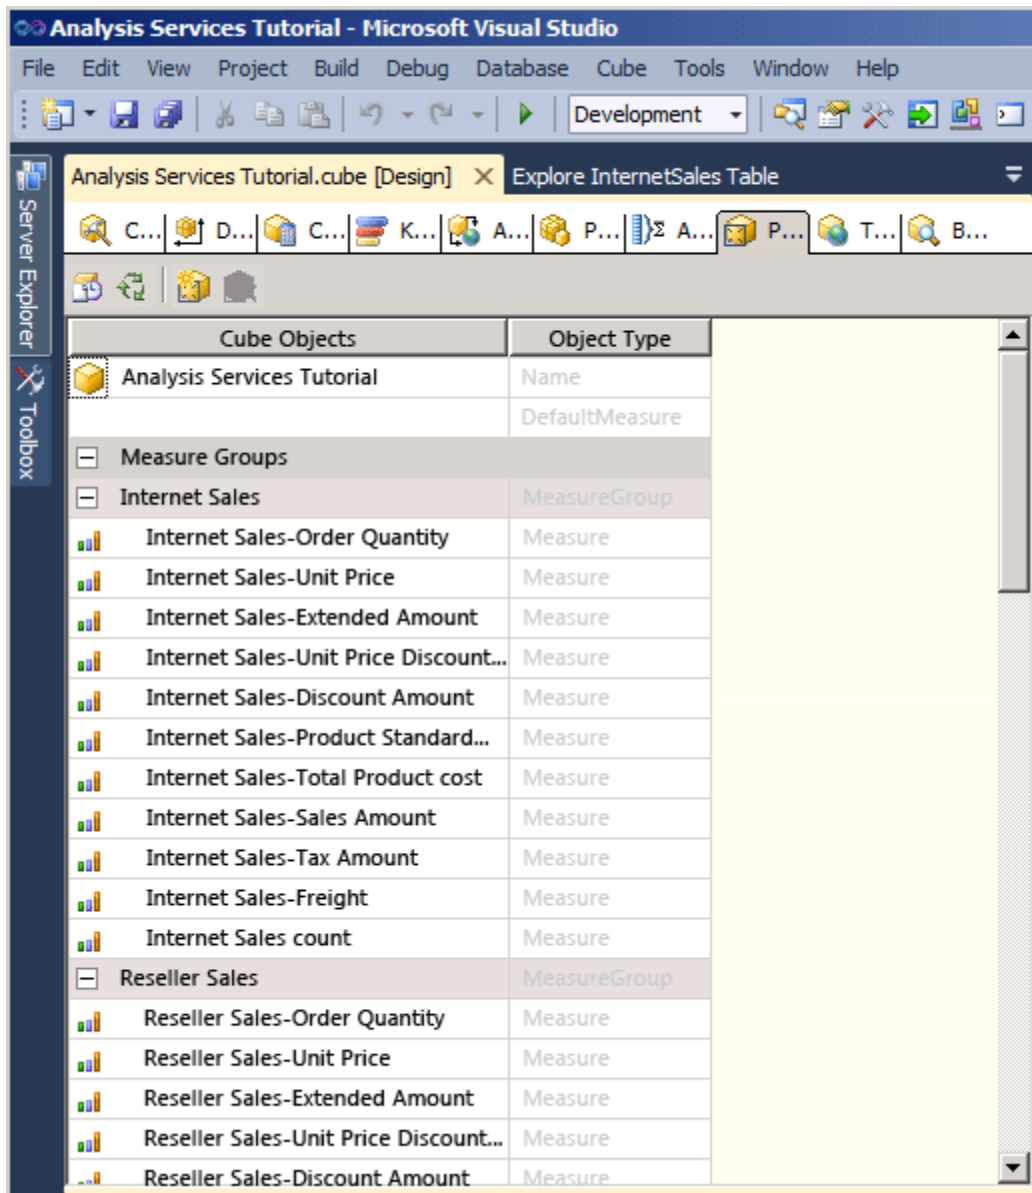 Analysis Services Tutorial - Microsoft Visual Studio
File Edit View Project Build Debug Database Cube Tools Window Help
Development
Analysis Services Tutorial.cube [Design] Explore InternetSales Table
C... D... C... K... A... P... A... P... T... B...
Server Explorer
Toolbox
Cube Objects Object Type
Analysis Services Tutorial Name
DefaultMeasure
Measure Groups
Internet Sales MeasureGroup
Internet Sales-Order Quantity Measure
Internet Sales-Unit Price Measure
Internet Sales-Extended Amount Measure
Internet Sales-Unit Price Discount... Measure
Internet Sales-Discount Amount Measure
Internet Sales-Product Standard... Measure
Internet Sales-Total Product cost Measure
Internet Sales-Sales Amount Measure
Internet Sales-Tax Amount Measure
Internet Sales-Freight Measure
Internet Sales count Measure
Reseller Sales MeasureGroup
Reseller Sales-Order Quantity Measure
Reseller Sales-Unit Price Measure
Reseller Sales-Extended Amount Measure
Reseller Sales-Unit Price Discount... Measure
Reseller Sales-Discount Amount Measure